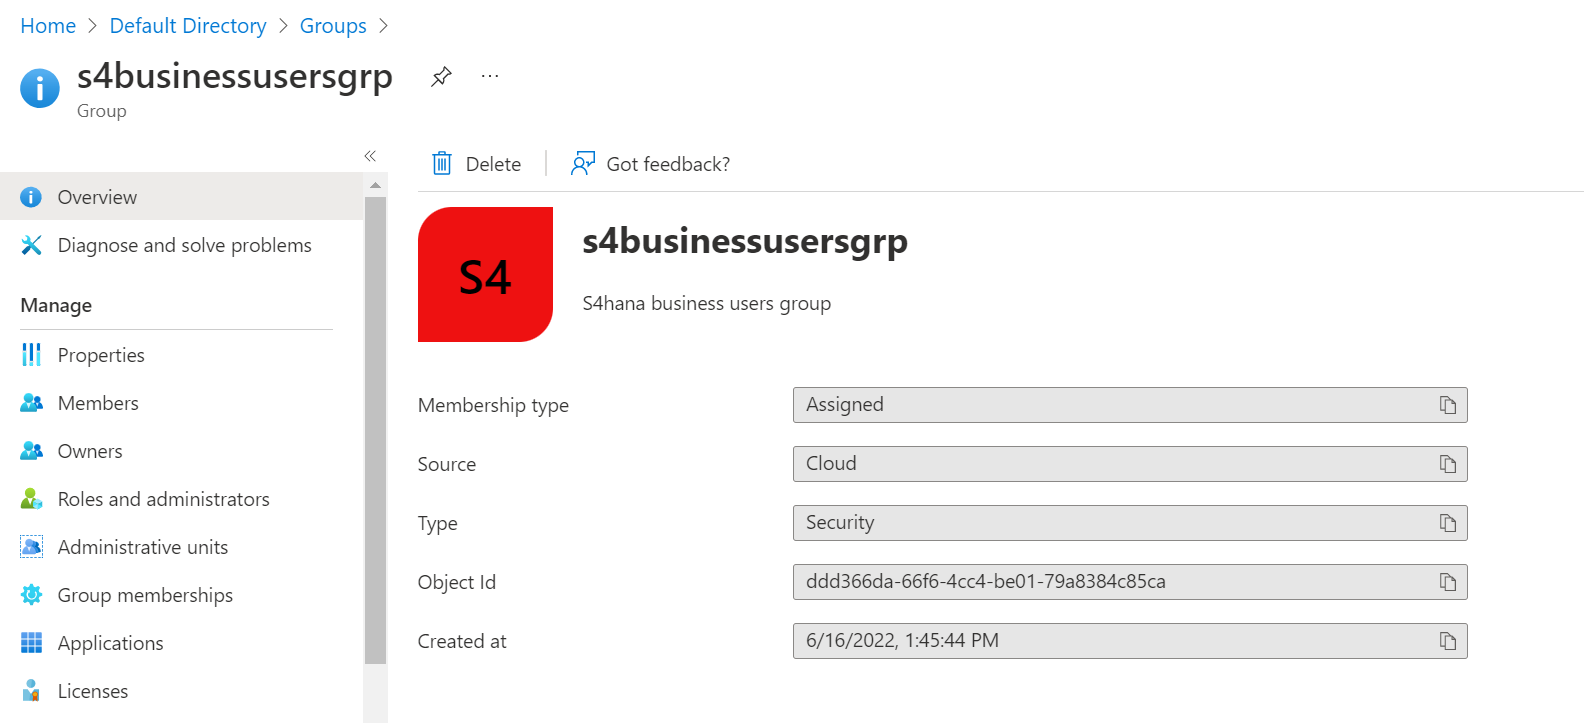 Home > Default Directory > Groups >
s4businessusersgrp
Group
Overview
Diagnose and solve problems
Manage
Properties
Members
Owners
Roles and administrators
Administrative units
Group memberships
Applications
Licenses
Delete
Got feedback?
S4
s4businessusersgrp
S4hana business users group
Membership type
Assigned
Source
Cloud
Type
Security
Object Id
ddd366da-66f6-4cc4-be01-79a8384c85ca
Created at
6/16/2022, 1:45:44 PM